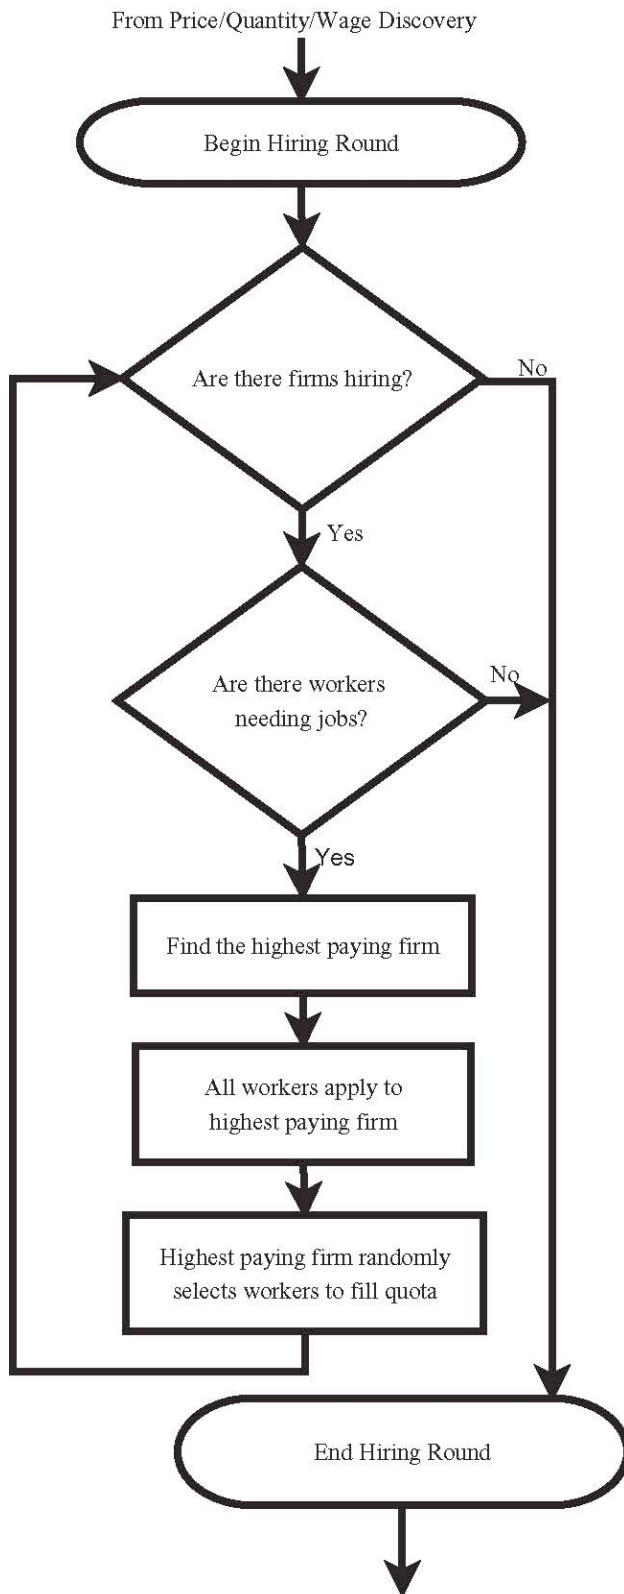 From Price/Quantity/Wage Discovery
Begin Hiring Round
Are there firms hiring?
No
Yes
Are there workers
needing jobs?
No
Yes
Find the highest paying firm
All workers apply to
highest paying firm
Highest paying firm randomly
selects workers to fill quota
End Hiring Round